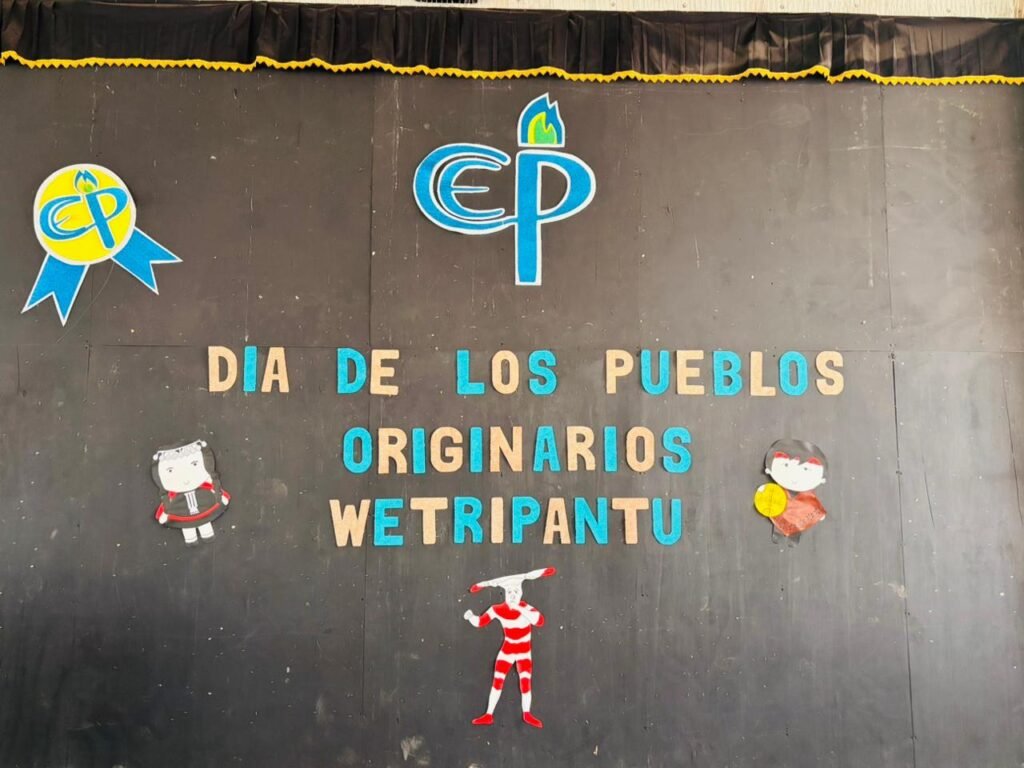 CEP
CEP
DIA DE LOS PUEBLOS
ORIGINARIOS
WETRIPANTU